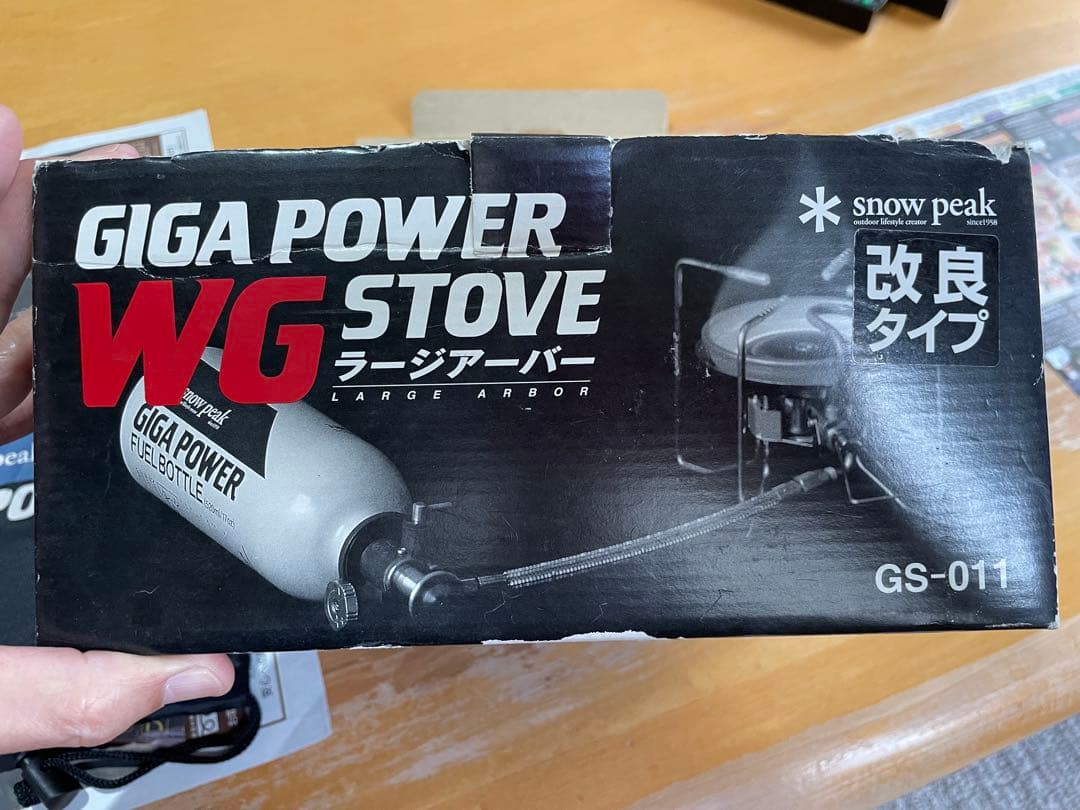 GIGA POWER
WG STOVE
ラージアーバー
LARGE ARBOR
snow peak
outdoor lifestyle creator since1958
改良
タイプ
snow peak
GIGA POWER
FUEL BOTTLE
GS-011